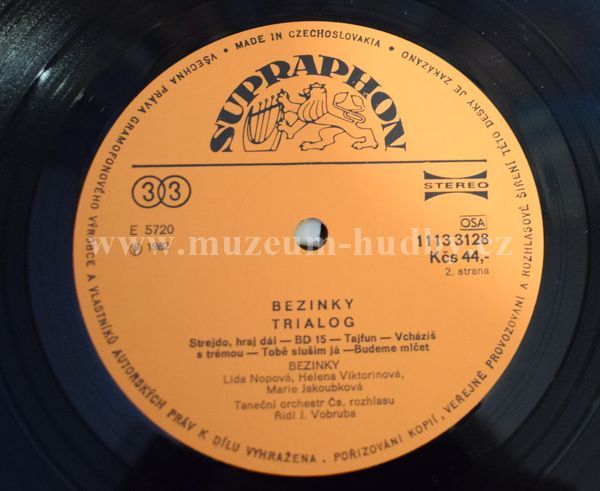 VŠECHNA PRÁVA GRAMOFONOVÉHO VÝROBCE A VLASTNÍKŮ AUTORSKÝCH PRÁV K DÍLU VYHRAŽENA. POŘIZOVÁNÍ KOPIÍ, VEŘEJNÉ PROVOZOVÁNÍ A ROZHLASOVÉ ŠÍŘENÍ TÉTO DESKY JE ZAKÁZÁNO
• MADE IN CZECHOSLOVAKIA •
SUPRAPHON
33
STEREO
E 5720
OSA
℗ 1982
1113 3128
www.muzeum-hudby.cz
Kčs 44,-
2. strana
BEZINKY
TRIALOG
Strejdo, hraj dál — BD 15 — Tajfun — Vcházíš
s trémou — Tobě sluším já — Budeme mlčet
BEZINKY
Lída Nopová, Helena Viktorinová,
Marie Jakoubková
Taneční orchestr Čs. rozhlasu
Řídí J. Vobruba